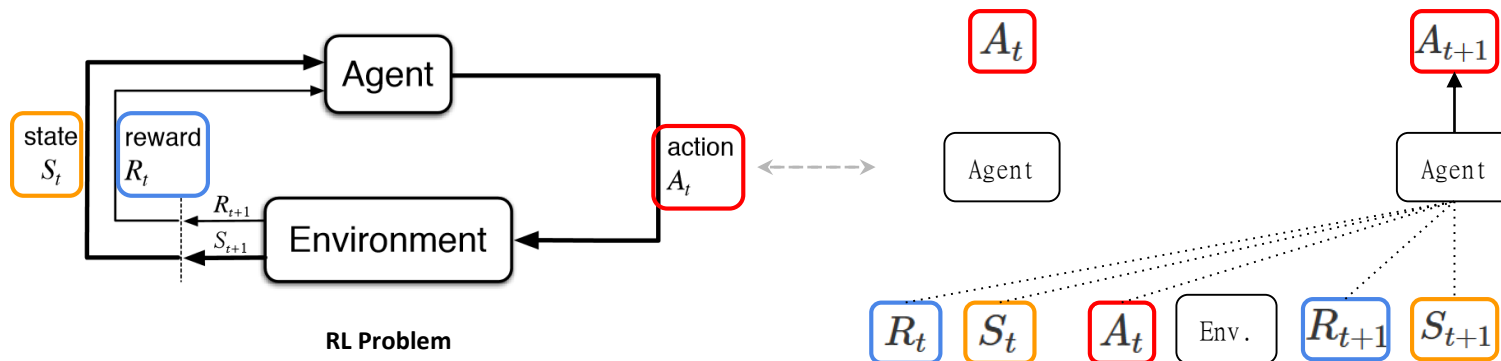 Agent
state
S_t
reward
R_t
action
A_t
R_{t+1}
S_{t+1}
Environment
RL Problem
A_t
A_{t+1}
Agent
Agent
R_t
S_t
A_t
Env.
R_{t+1}
S_{t+1}